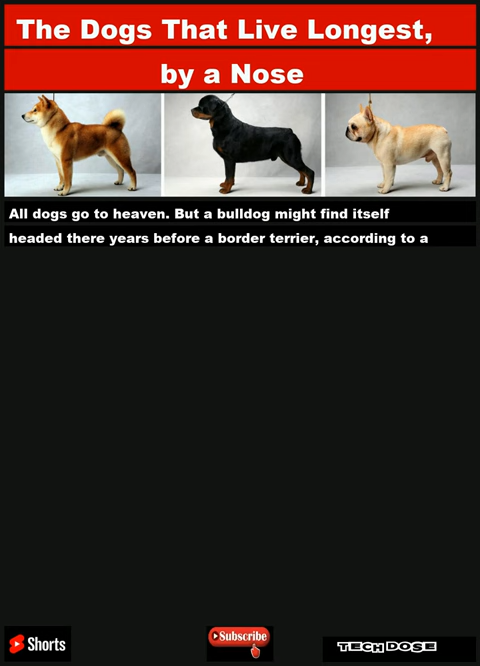 The Dogs That Live Longest,
by a Nose
All dogs go to heaven. But a bulldog might find itself
headed there years before a border terrier, according to a
Shorts
Subscribe
TECH DOSE